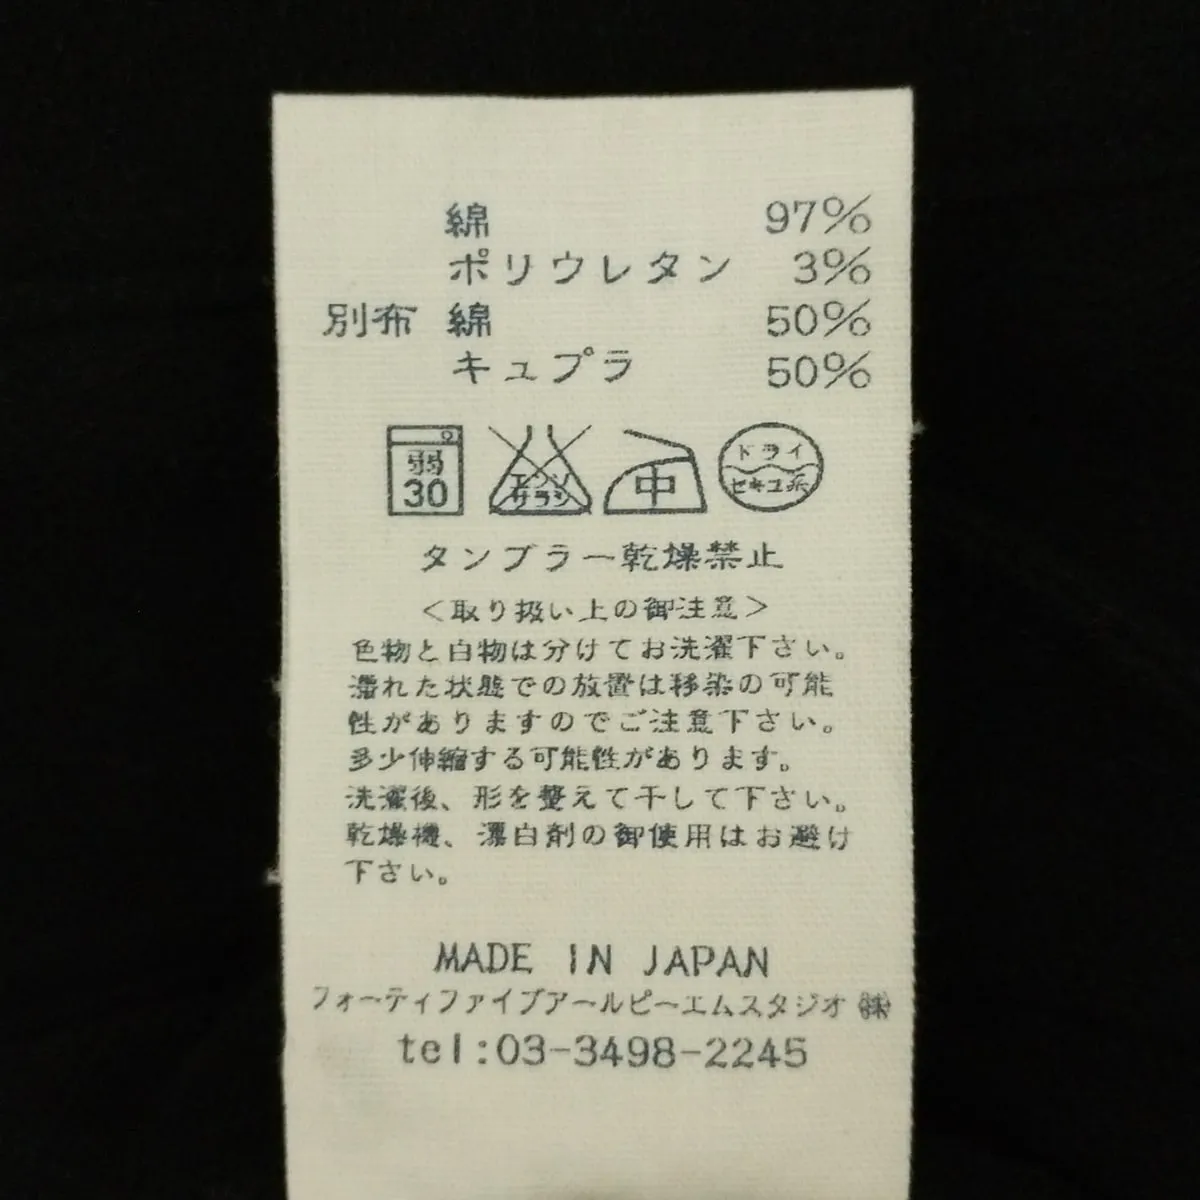 綿 97%
ポリウレタン 3%
別布 綿 50%
キュプラ 50%
弱 30 エンソサラシ 中 ドライ セキユ系
タンブラー乾燥禁止
<取り扱い上の御注意>
色物と白物は分けてお洗濯下さい。
濡れた状態での放置は移染の可能
性がありますのでご注意下さい。
多少伸縮する可能性があります。
洗濯後、形を整えて干して下さい。
乾燥機、漂白剤の御使用はお避け
下さい。
MADE IN JAPAN
フォーティファイブアールピーエムスタジオ㈱
tel:03-3498-2245